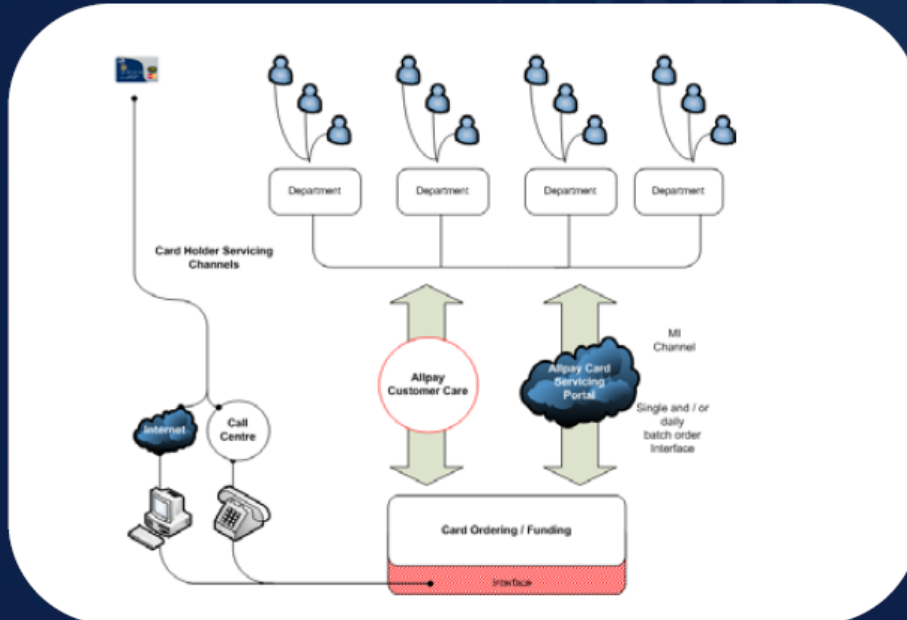 Department
Department
Department
Department
Card Holder Servicing
Channels
MI
Channel
Allpay
Customer Care
Allpay Card
Servicing
Portal
Single and / or
daily
batch order
Interface
Internet
Call
Centre
Card Ordering / Funding
Interface